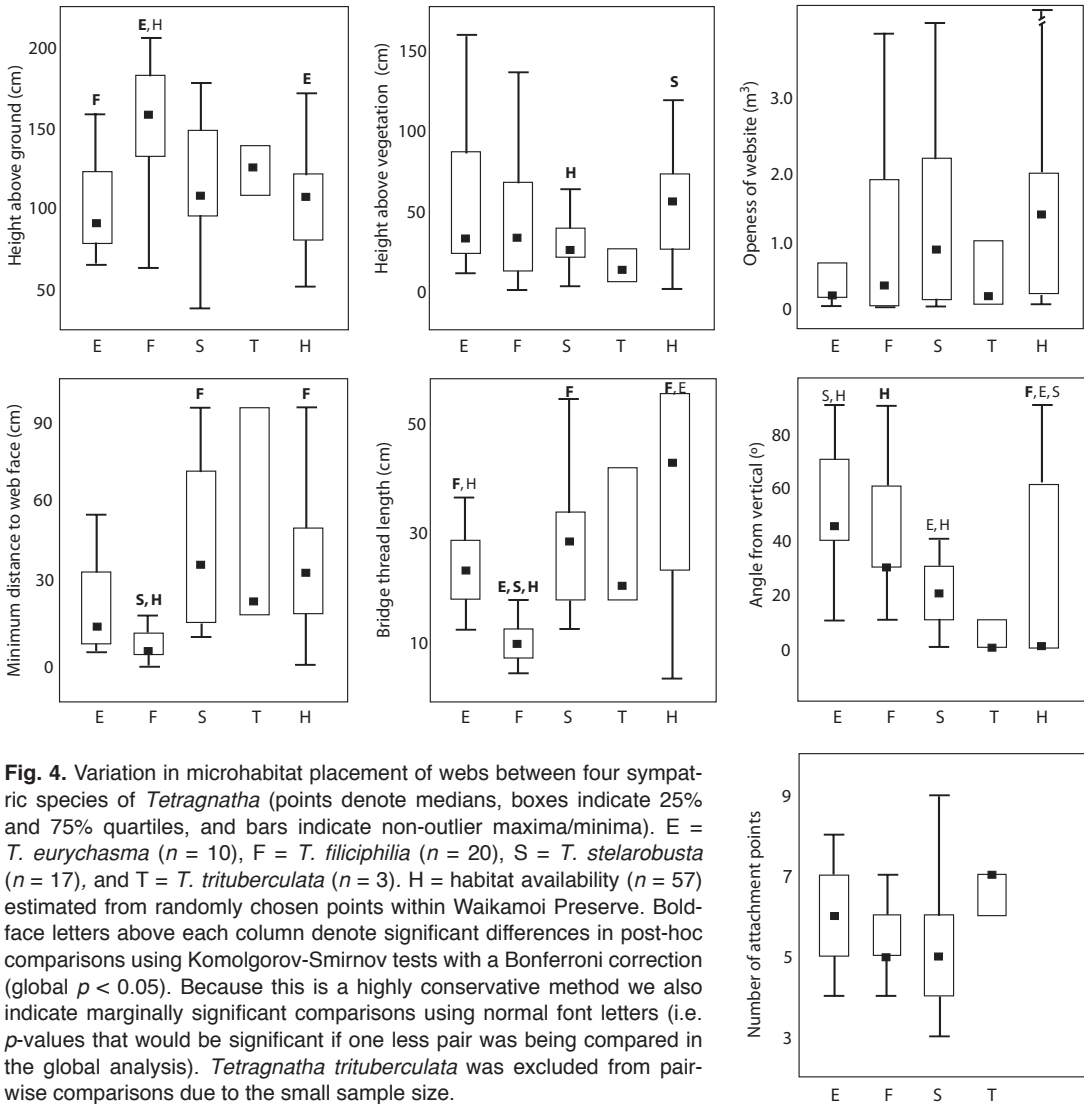 E, H
200
F
E
150
100
50
Height above ground (cm)
E F S T H
150
S
100
H
50
0
Height above vegetation (cm)
E F S T H
3.0
2.0
1.0
0
Openess of website (m³)
E F S T H
F F
90
60
30
S, H
0
Minimum distance to web face (cm)
E F S T H
F F, E
50
F, H
30
E, S, H
10
Bridge thread length (cm)
E F S T H
S, H H F, E, S
80
60
E, H
40
20
0
Angle from vertical (º)
E F S T H
Fig. 4. Variation in microhabitat placement of webs between four sympat-
ric species of Tetragnatha (points denote medians, boxes indicate 25%
and 75% quartiles, and bars indicate non-outlier maxima/minima). E =
T. eurychasma (n = 10), F = T. filiciphilia (n = 20), S = T. stelarobusta
(n = 17), and T = T. trituberculata (n = 3). H = habitat availability (n = 57)
estimated from randomly chosen points within Waikamoi Preserve. Bold-
face letters above each column denote significant differences in post-hoc
comparisons using Komolgorov-Smirnov tests with a Bonferroni correction
(global p < 0.05). Because this is a highly conservative method we also
indicate marginally significant comparisons using normal font letters (i.e.
p-values that would be significant if one less pair was being compared in
the global analysis). Tetragnatha trituberculata was excluded from pair-
wise comparisons due to the small sample size.
9
7
5
3
Number of attachment points
E F S T